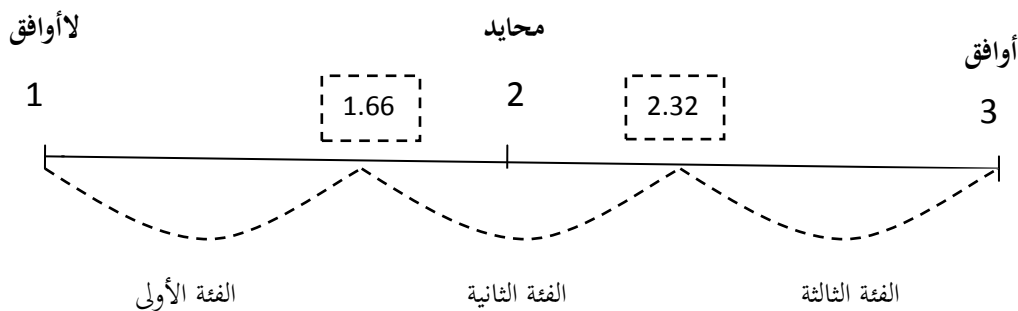 لاأوافق
محايد
أوافق
1
1.66
2
2.32
3
الفئة الأولى
الفئة الثانية
الفئة الثالثة